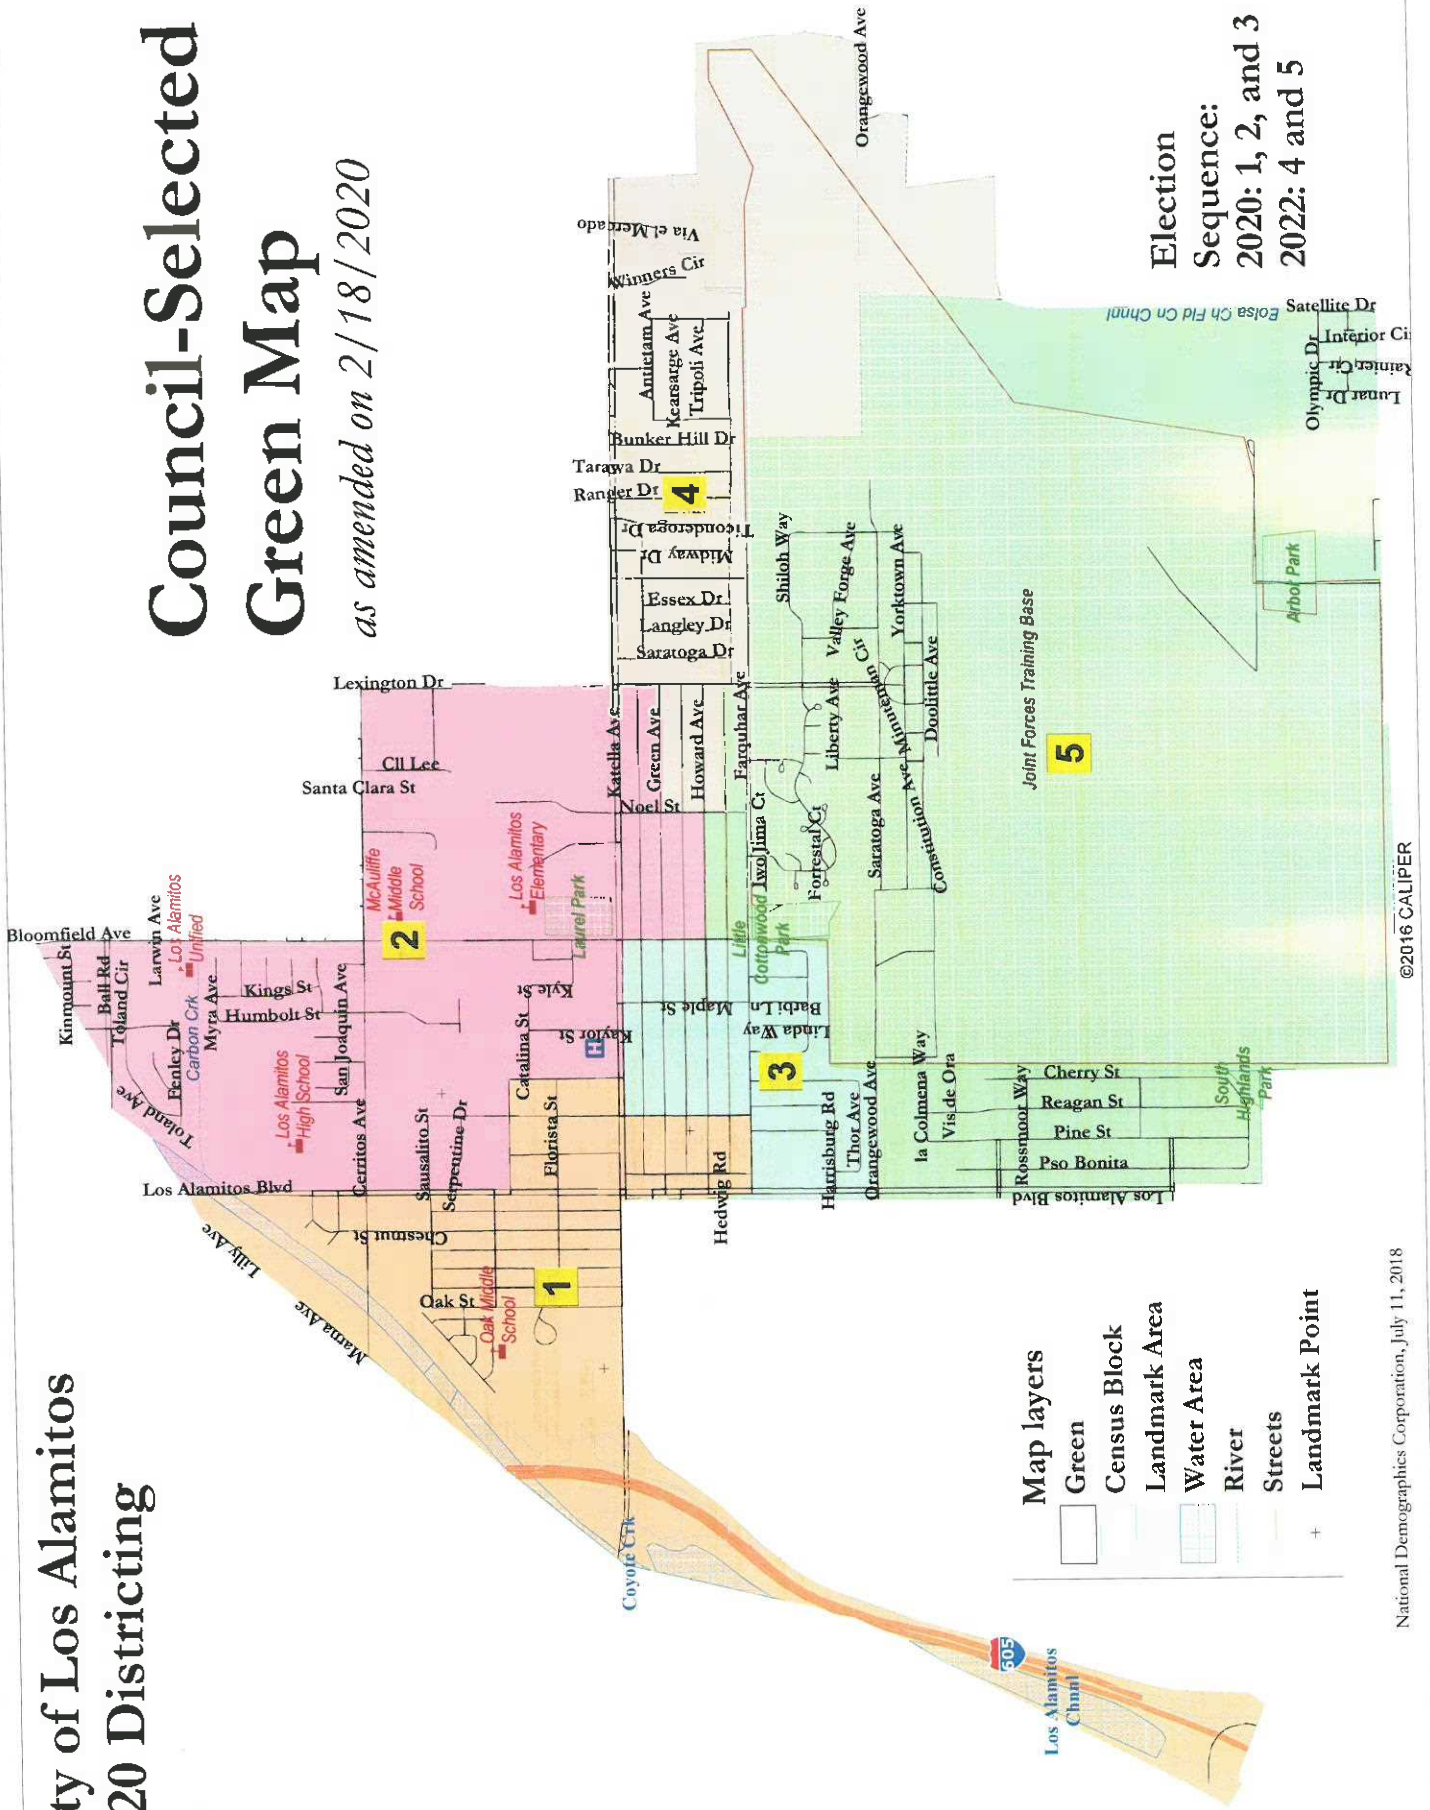 ty of Los Alamitos
20 Districting
Council-Selected
Green Map
as amended on 2/18/2020
Election
Sequence:
2020: 1, 2, and 3
2022: 4 and 5
Bloomfield Ave
Kinmount St
Ball Rd
Toland Cir
Larwin Ave
Los Alamitos
Unified
Fenley Dr
Carbon Crk
Myra Ave
Toland Ave
Kings St
Humbolt St
Los Alamitos
High School
San Joaquin Ave
Los Alamitos Blvd
Lilly Ave
Marma Ave
Cerritos Ave
Chestnut St
Sausalito St
Serpentine Dr
Oak St
Oak Middle
School
1
Florista St
Catalina St
Kyle St
Kaylor St
H
2
McAuliffe
Middle
School
Santa Clara St
Cll Lee
Lexington Dr
Los Alamitos
Elementary
Laurel Park
Katella Ave
Green Ave
Noel St
Howard Ave
Farquhar Ave
Maple St
Barbi Ln
Linda Way
3
Little
Cottonwood
Park
Hedwig Rd
Harrisburg Rd
Thor Ave
Orangewood Ave
Via el Mercado
Winners Cir
Antietam Ave
Kearsarge Ave
Tripoli Ave
Bunker Hill Dr
Tarawa Dr
Ranger Dr
4
Ticonderoga Dr
Midway Dr
Essex Dr
Langley Dr
Saratoga Dr
Orangewood Ave
Shiloh Way
Valley Forge Ave
Yorktown Ave
Minuteman Cir
Liberty Ave
Doolittle Ave
Iwo Jima Ct
Forrestal Ct
Saratoga Ave
Constitution Ave
Joint Forces Training Base
5
la Colmena Way
Vis de Ora
Rossmoor Way
Cherry St
Reagan St
Pine St
Pso Bonita
Los Alamitos Blvd
South
Highlands
Park
Arbor Park
Bolsa Ch Fld Cn Chnnl
Satellite Dr
Interior Ci
Rainier Cir
Lunar Dr
Olympic Dr
Coyote Crk
605
Los Alamitos
Chnnl
Map layers
Green
Census Block
Landmark Area
Water Area
River
Streets
Landmark Point
©2016 CALIPER
National Demographics Corporation, July 11, 2018